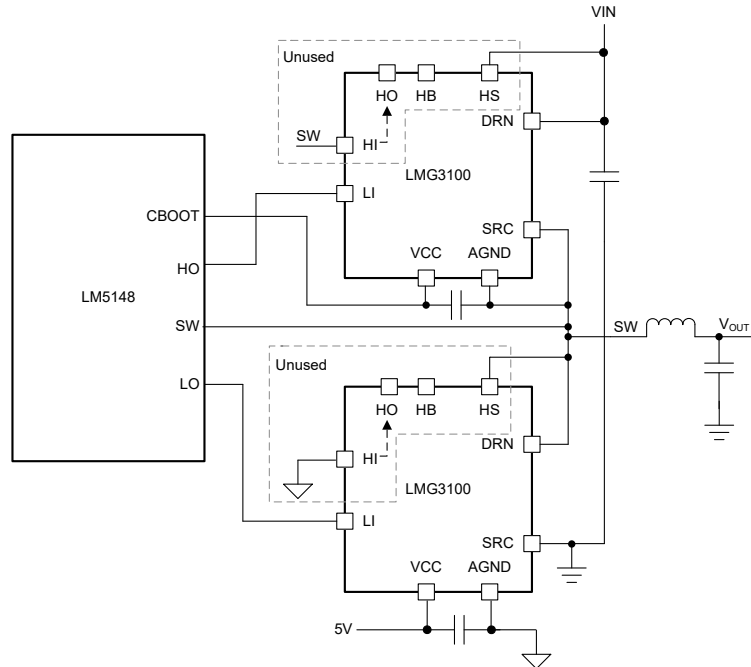 VIN
Unused
HO HB HS
DRN
SW
HI
LMG3100
LI
CBOOT
SRC
VCC AGND
HO
LM5148
SW
SW
VOUT
Unused
LO
HO HB HS
DRN
HI
LMG3100
LI
SRC
VCC AGND
5V